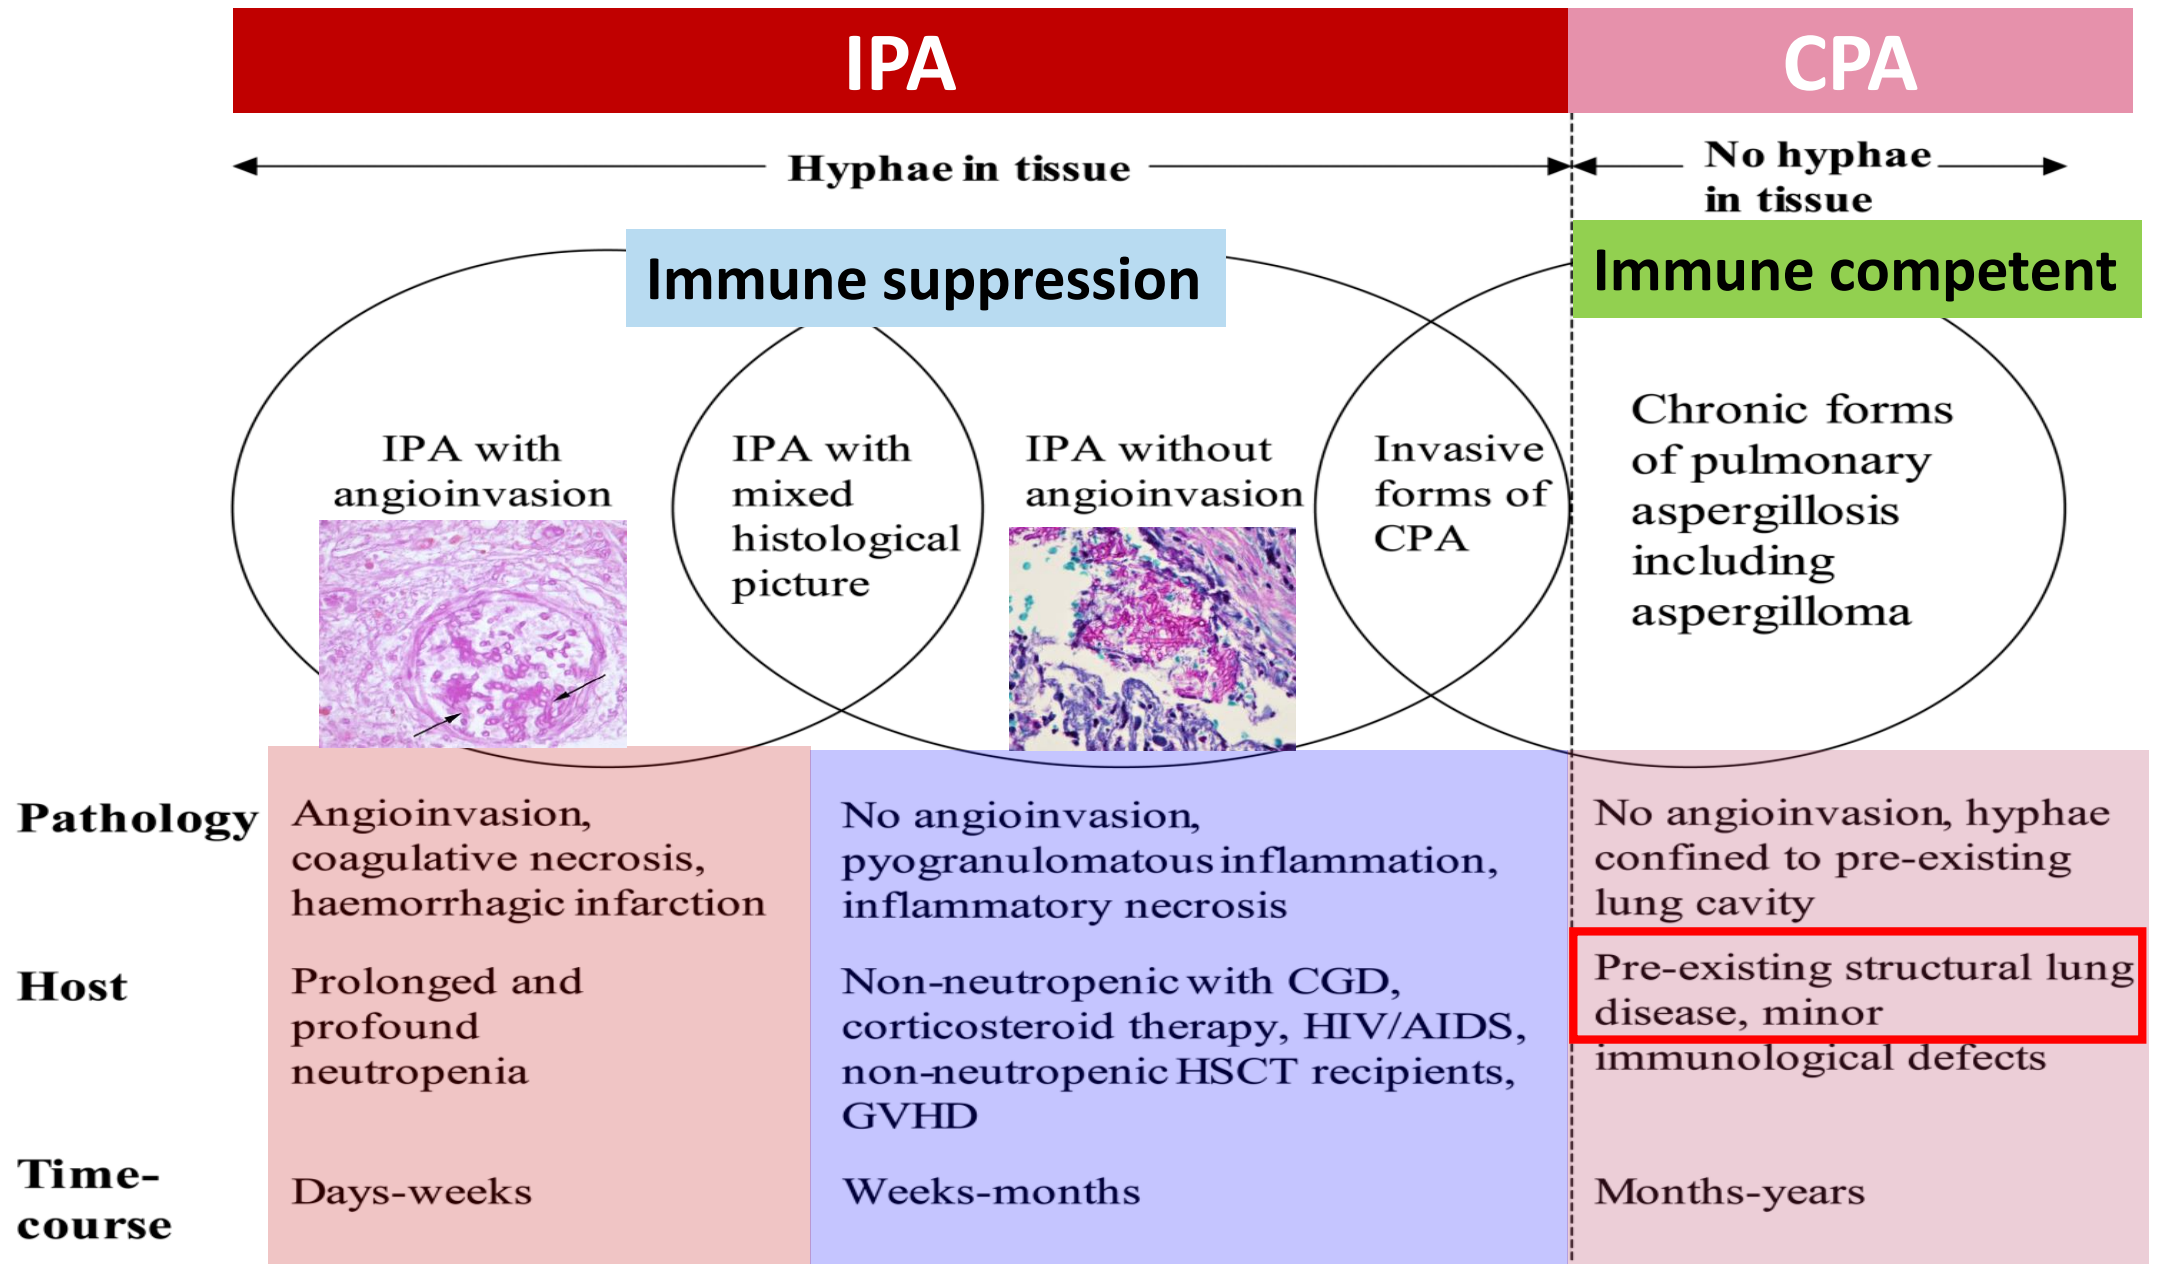 IPA
CPA
Hyphae in tissue
No hyphae
in tissue
Immune suppression
Immune competent
IPA with
angioinvasion
IPA with
mixed
histological
picture
IPA without
angioinvasion
Invasive
forms of
CPA
Chronic forms
of pulmonary
aspergillosis
including
aspergilloma
Pathology
Angioinvasion,
coagulative necrosis,
haemorrhagic infarction
No angioinvasion,
pyogranulomatous inflammation,
inflammatory necrosis
No angioinvasion, hyphae
confined to pre-existing
lung cavity
Host
Prolonged and
profound
neutropenia
Non-neutropenic with CGD,
corticosteroid therapy, HIV/AIDS,
non-neutropenic HSCT recipients,
GVHD
Pre-existing structural lung
disease, minor
immunological defects
Time-
course
Days-weeks
Weeks-months
Months-years